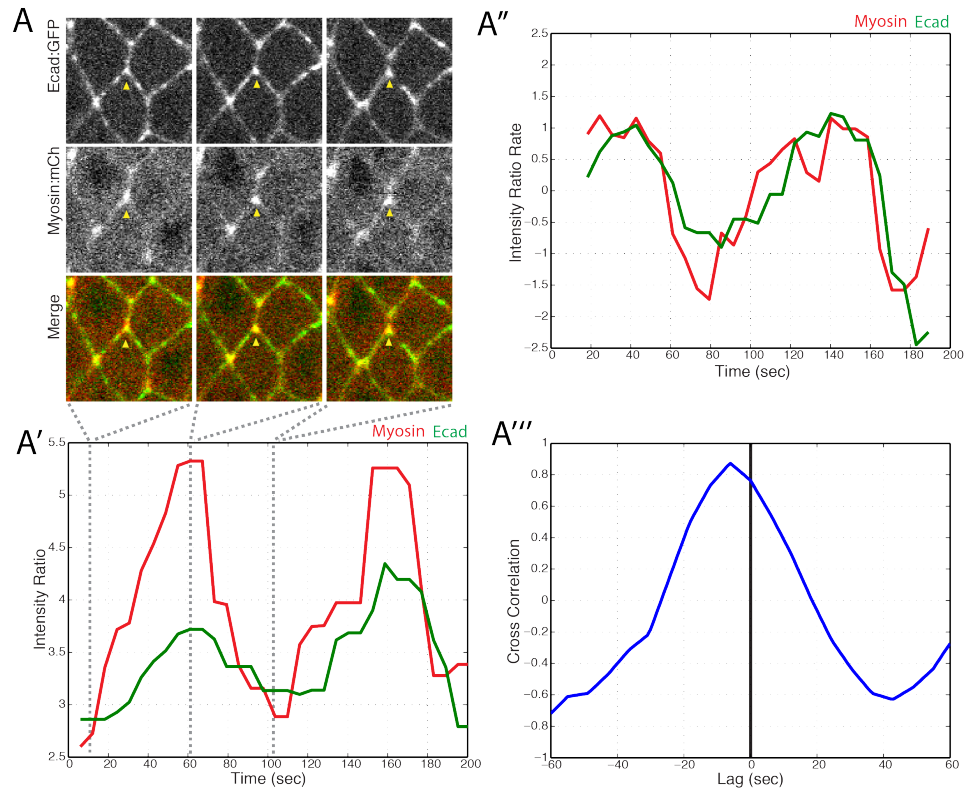 A
Ecad:GFP
Myosin:mCh
Merge
A″
Myosin Ecad
Intensity Ratio Rate
2.5
2
1.5
1
0.5
0
−0.5
−1
−1.5
−2
−2.5
0 20 40 60 80 100 120 140 160 180 200
Time (sec)
A′
Myosin Ecad
Intensity Ratio
5.5
5
4.5
4
3.5
3
2.5
0 20 40 60 80 100 120 140 160 180 200
Time (sec)
A‴
Cross Correlation
1
0.8
0.6
0.4
0.2
0
−0.2
−0.4
−0.6
−0.8
−1
−60 −40 −20 0 20 40 60
Lag (sec)